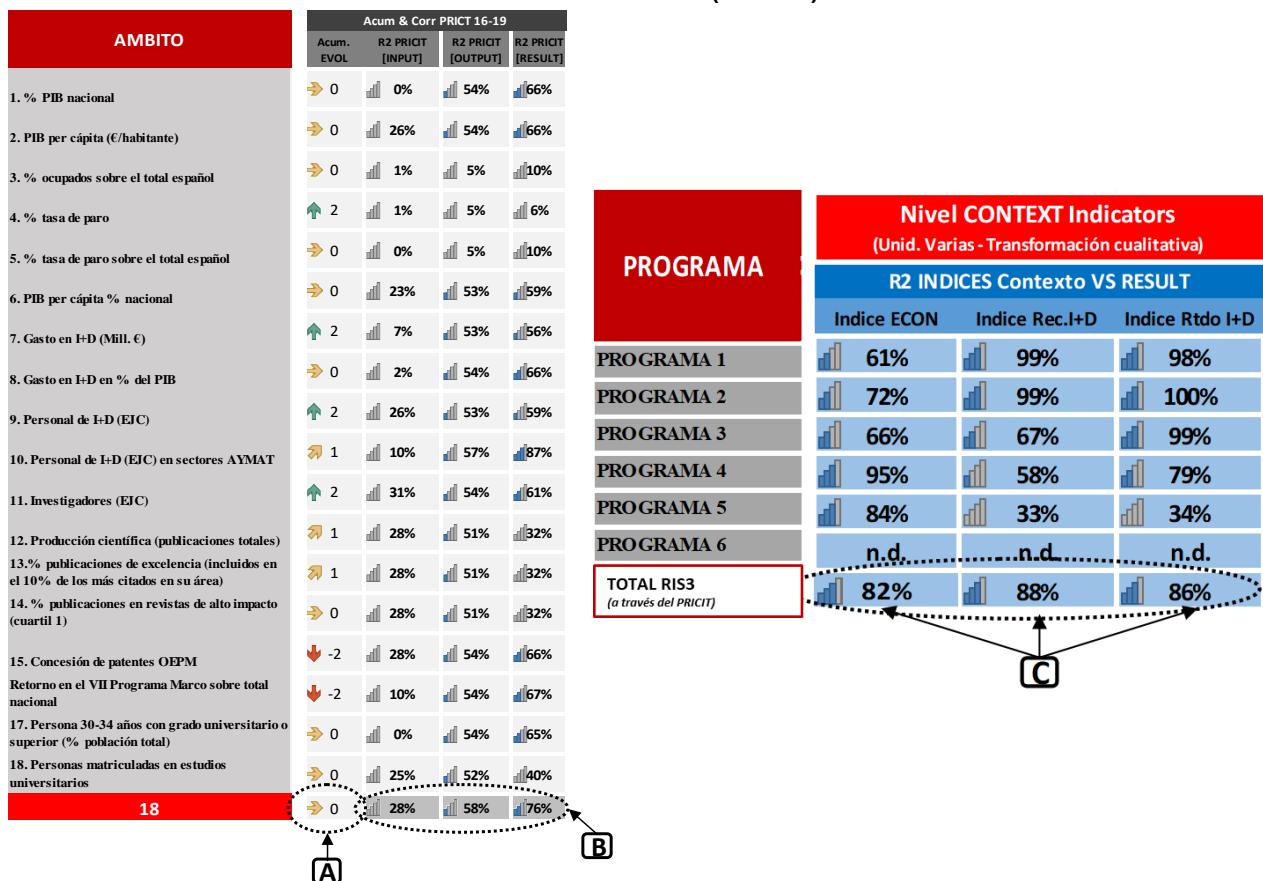 AMBITO
Acum & Corr PRICT 16-19
Acum. EVOL
R2 PRICIT [INPUT]
R2 PRICIT [OUTPUT]
R2 PRICIT [RESULT]
1. % PIB nacional 0 0% 54% 66%
2. PIB per cápita (€/habitante) 0 26% 54% 66%
3. % ocupados sobre el total español 0 1% 5% 10%
4. % tasa de paro 2 1% 5% 6%
5. % tasa de paro sobre el total español 0 0% 5% 10%
6. PIB per cápita % nacional 0 23% 53% 59%
7. Gasto en I+D (Mill. €) 2 7% 53% 56%
8. Gasto en I+D en % del PIB 0 2% 54% 66%
9. Personal de I+D (EJC) 2 26% 53% 59%
10. Personal de I+D (EJC) en sectores AYMAT 1 10% 57% 87%
11. Investigadores (EJC) 2 31% 54% 61%
12. Producción científica (publicaciones totales) 1 28% 51% 32%
13.% publicaciones de excelencia (incluidos en
el 10% de los más citados en su área) 1 28% 51% 32%
14. % publicaciones en revistas de alto impacto
(cuartil 1) 0 28% 51% 32%
15. Concesión de patentes OEPM -2 28% 54% 66%
Retorno en el VII Programa Marco sobre total
nacional -2 10% 54% 67%
17. Persona 30-34 años con grado universitario o
superior (% población total) 0 0% 54% 65%
18. Personas matriculadas en estudios
universitarios 0 25% 52% 40%
18 0 28% 58% 76%
A
B
PROGRAMA
Nivel CONTEXT Indicators
(Unid. Varias - Transformación cualitativa)
R2 INDICES Contexto VS RESULT
Indice ECON Indice Rec.I+D Indice Rtdo I+D
PROGRAMA 1 61% 99% 98%
PROGRAMA 2 72% 99% 100%
PROGRAMA 3 66% 67% 99%
PROGRAMA 4 95% 58% 79%
PROGRAMA 5 84% 33% 34%
PROGRAMA 6 n.d. n.d. n.d.
TOTAL RIS3
(a través del PRICIT) 82% 88% 86%
C